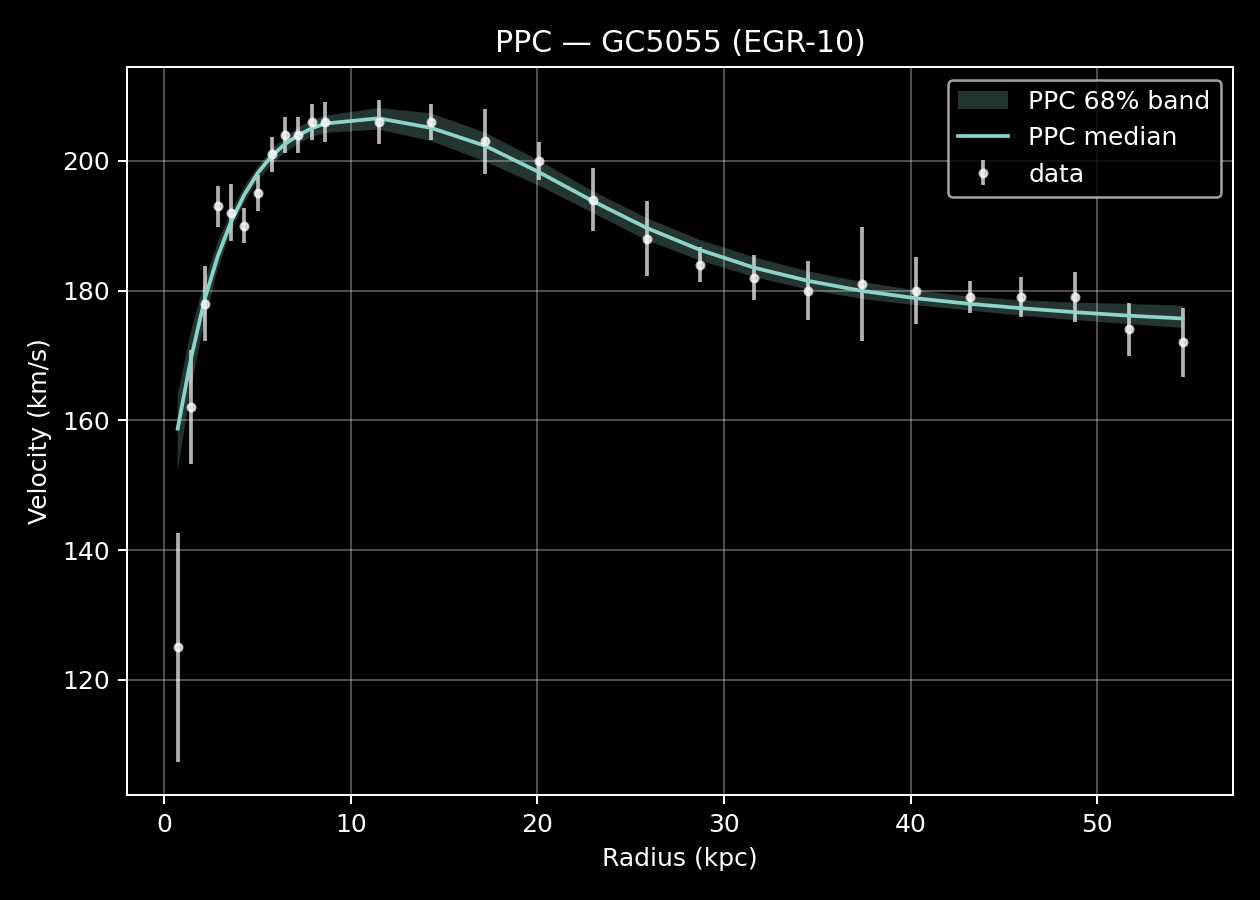 PPC — GC5055 (EGR-10)
PPC 68% band
PPC median
data
Velocity (km/s)
200
180
160
140
120
0 10 20 30 40 50
Radius (kpc)